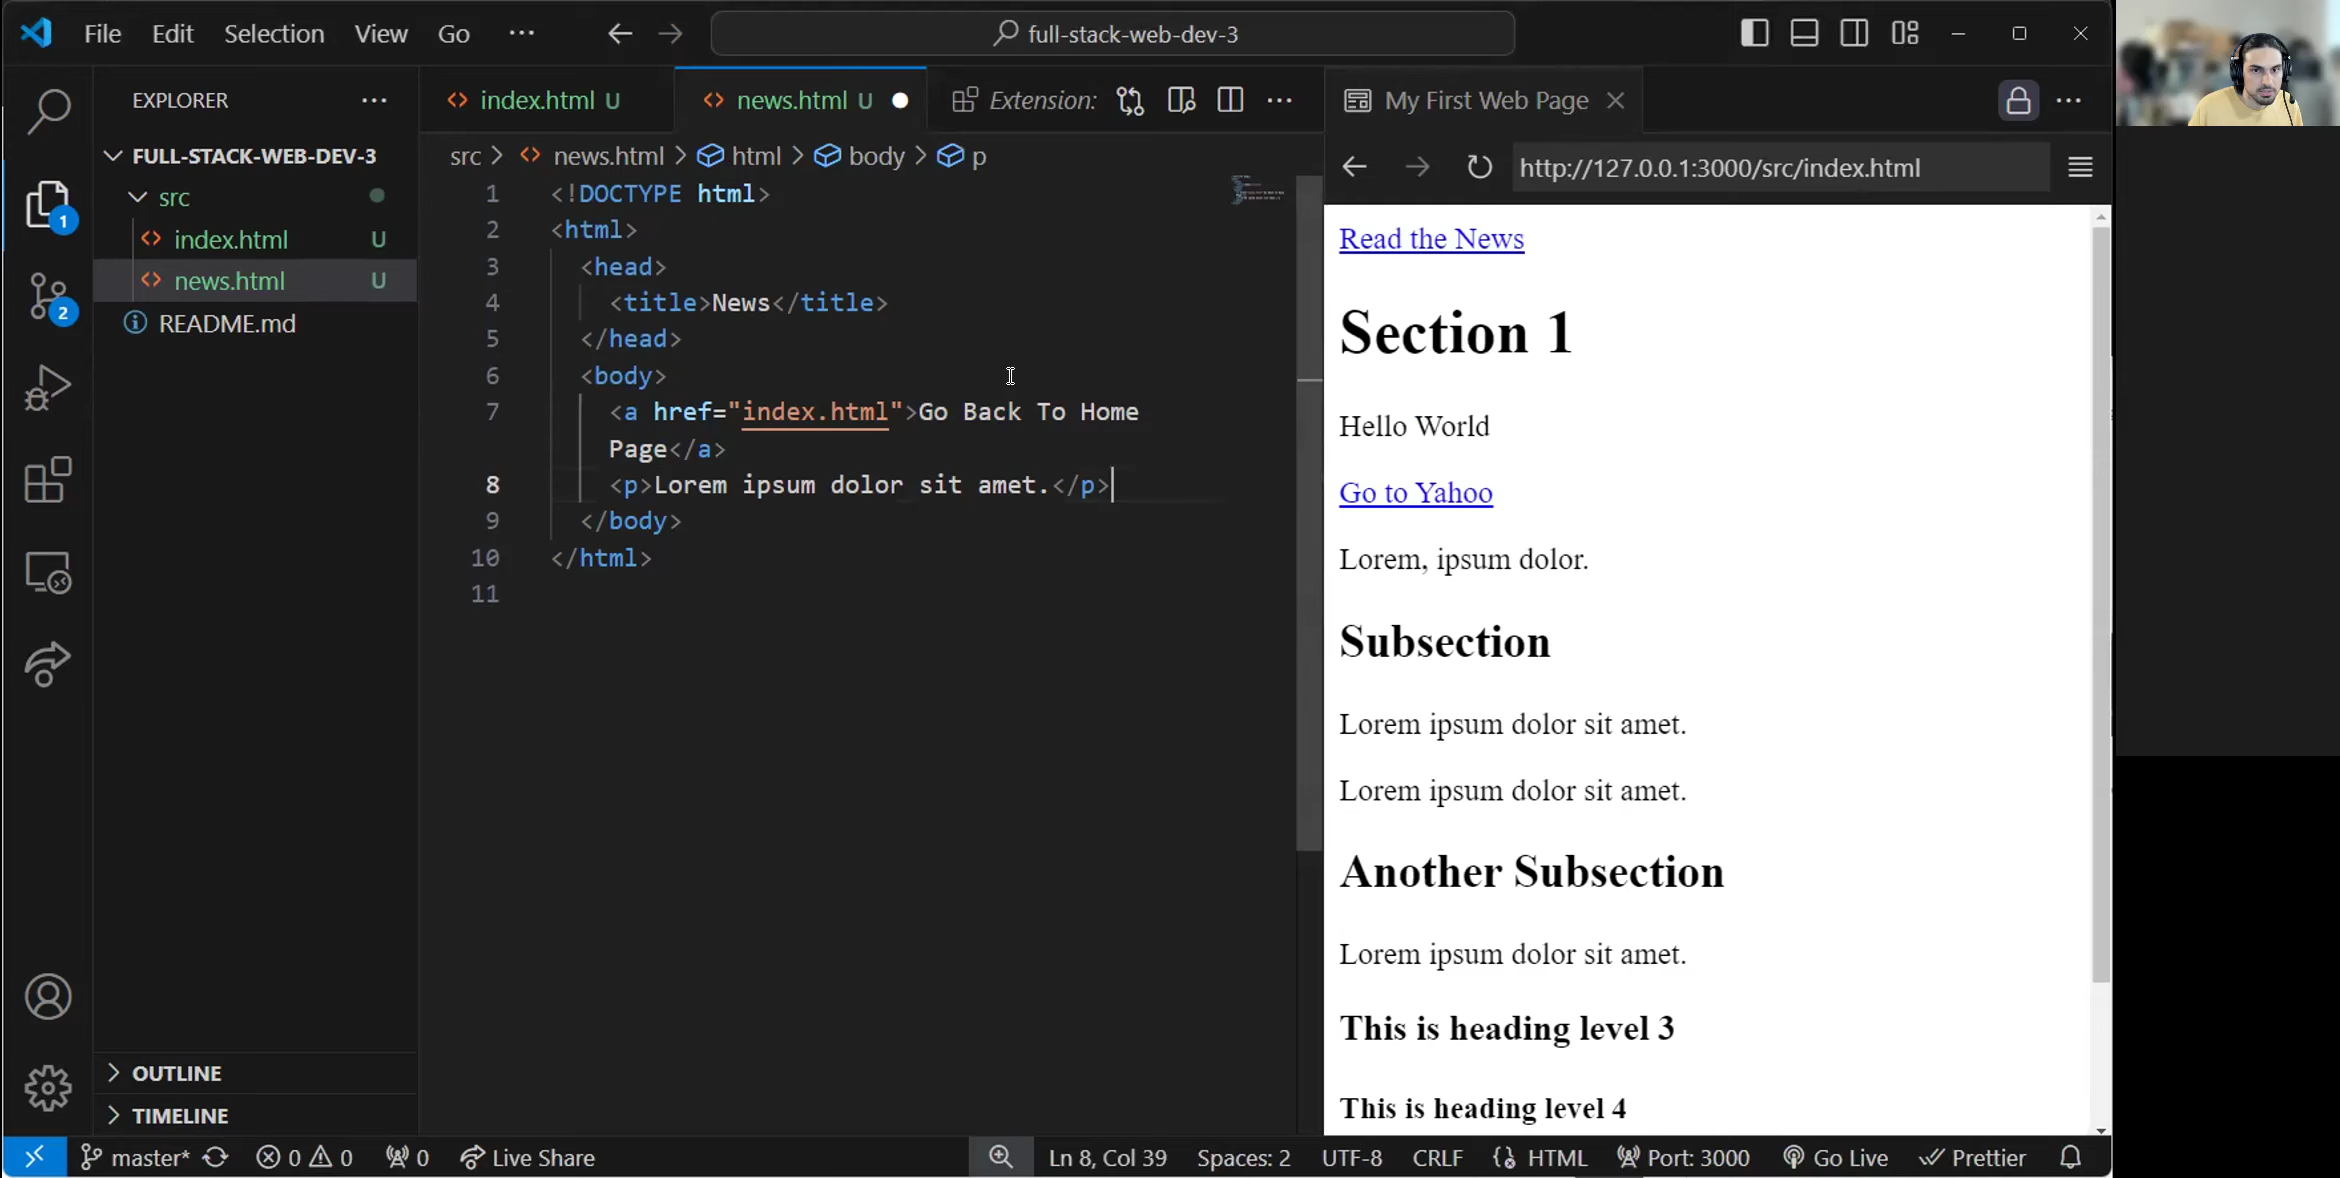 File Edit Selection View Go ··· full-stack-web-dev-3
EXPLORER ···
FULL-STACK-WEB-DEV-3
src
index.html U
news.html U
README.md
OUTLINE
TIMELINE
1
2
index.html U news.html U Extension: ···
src > news.html > html > body > p
1 <!DOCTYPE html>
2 <html>
3 <head>
4 <title>News</title>
5 </head>
6 <body>
7 <a href="index.html">Go Back To Home
Page</a>
8 <p>Lorem ipsum dolor sit amet.</p>
9 </body>
10 </html>
11
My First Web Page ···
http://127.0.0.1:3000/src/index.html
Read the News
Section 1
Hello World
Go to Yahoo
Lorem, ipsum dolor.
Subsection
Lorem ipsum dolor sit amet.
Lorem ipsum dolor sit amet.
Another Subsection
Lorem ipsum dolor sit amet.
This is heading level 3
This is heading level 4
master* 0 0 0 Live Share Ln 8, Col 39 Spaces: 2 UTF-8 CRLF HTML Port: 3000 Go Live Prettier